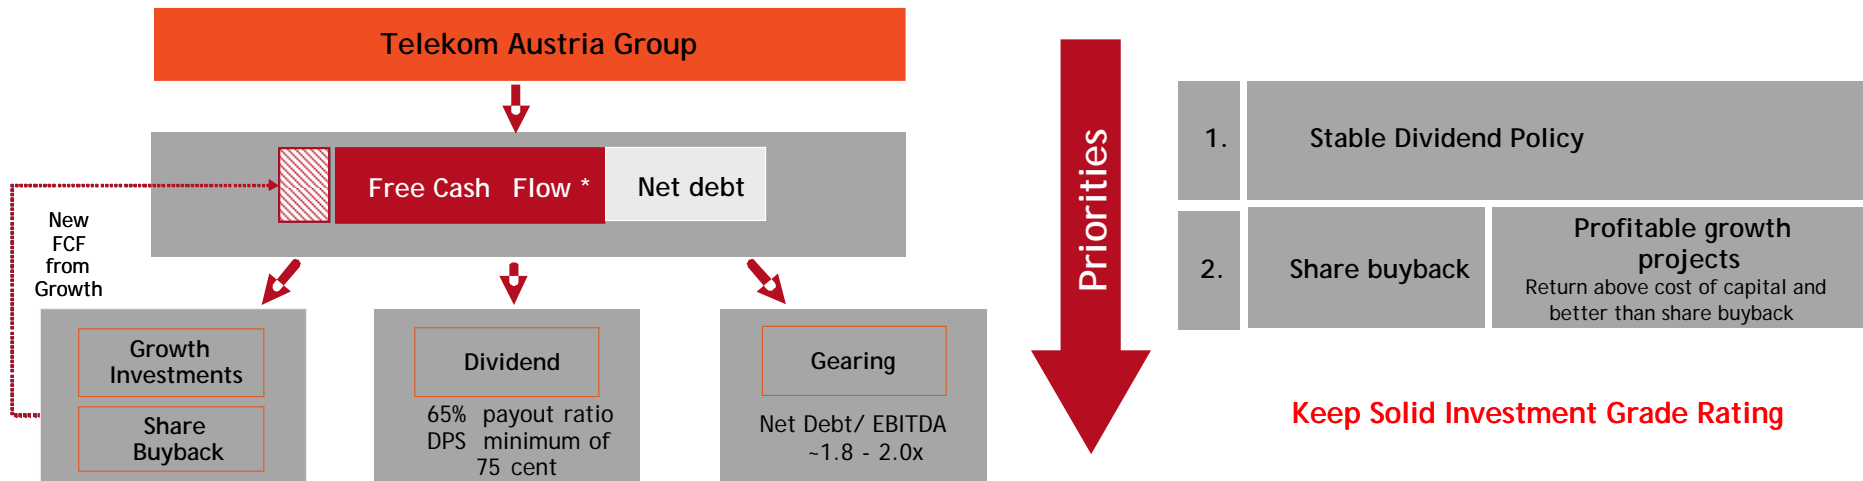 Telekom Austria Group
Free Cash Flow *
Net debt
New
FCF
from
Growth
Growth
Investments
Share
Buyback
Dividend
65% payout ratio
DPS minimum of
75 cent
Gearing
Net Debt/ EBITDA
~1.8 - 2.0x
Priorities
1.
Stable Dividend Policy
2.
Share buyback
Profitable growth
projects
Return above cost of capital and
better than share buyback
Keep Solid Investment Grade Rating